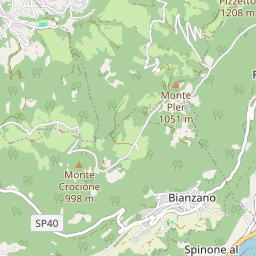 Pizzetto
1208 m
Monte
Pler
1051 m
Monte
Crocione
998 m
Bianzano
SP40
Spinone al